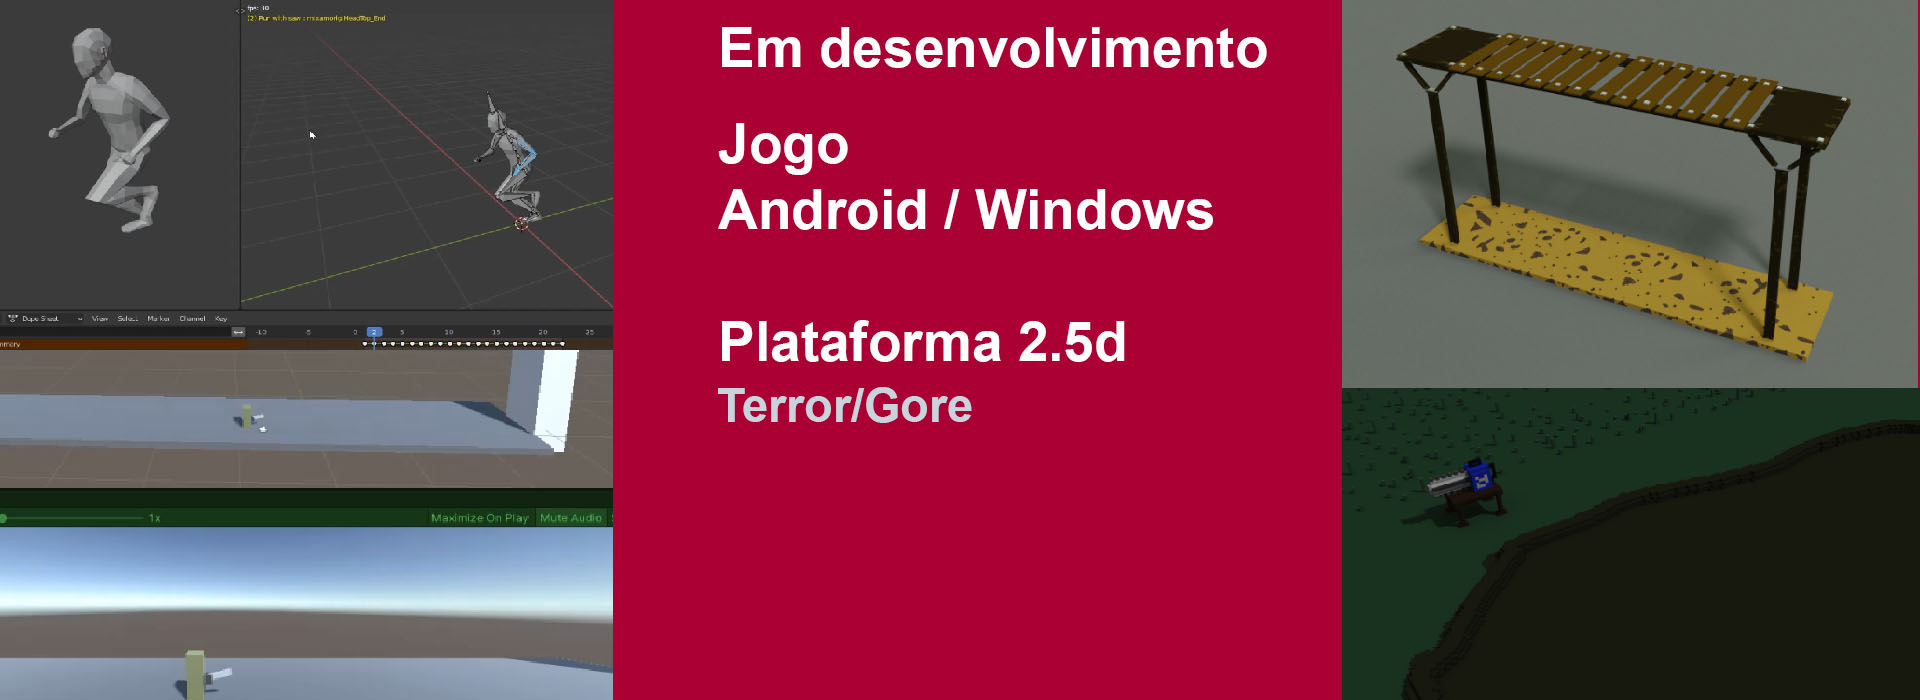 fps: 30
(2) Run with saw : mixamorig:HeadTop_End
Em desenvolvimento
Jogo
Android / Windows
Plataforma 2.5d
Terror/Gore
Dope Sheet View Select Marker Channel Key
-10 -5 0 2 5 10 15 20 25
mmary
1x Maximize On Play Mute Audio